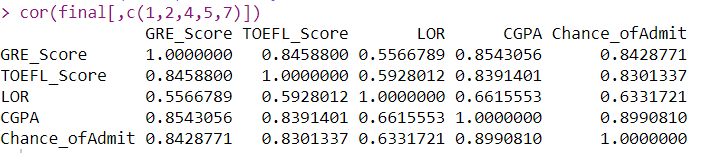 > cor(final[,c(1,2,4,5,7)])
GRE_Score TOEFL_Score LOR CGPA Chance_ofAdmit
GRE_Score 1.0000000 0.8458800 0.5566789 0.8543056 0.8428771
TOEFL_Score 0.8458800 1.0000000 0.5928012 0.8391401 0.8301337
LOR 0.5566789 0.5928012 1.0000000 0.6615553 0.6331721
CGPA 0.8543056 0.8391401 0.6615553 1.0000000 0.8990810
Chance_ofAdmit 0.8428771 0.8301337 0.6331721 0.8990810 1.0000000